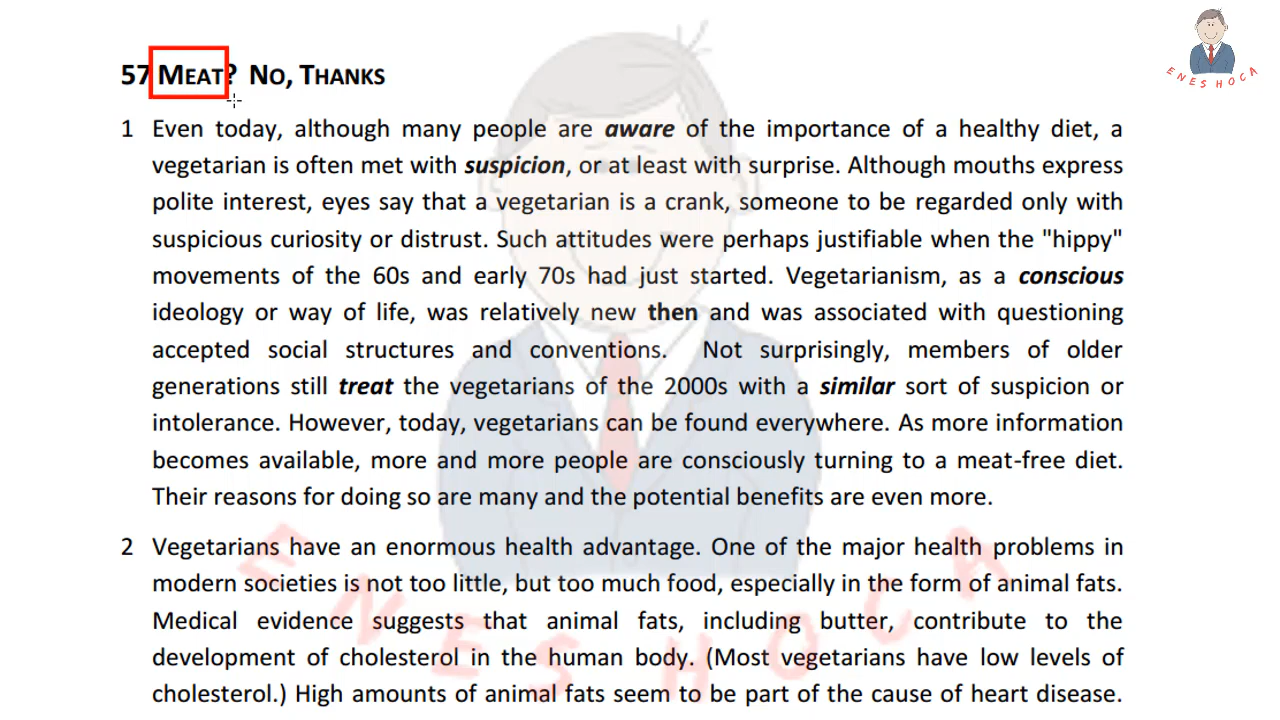 57 MEAT? NO, THANKS
1 Even today, although many people are aware of the importance of a healthy diet, a
vegetarian is often met with suspicion, or at least with surprise. Although mouths express
polite interest, eyes say that a vegetarian is a crank, someone to be regarded only with
suspicious curiosity or distrust. Such attitudes were perhaps justifiable when the "hippy"
movements of the 60s and early 70s had just started. Vegetarianism, as a conscious
ideology or way of life, was relatively new then and was associated with questioning
accepted social structures and conventions. Not surprisingly, members of older
generations still treat the vegetarians of the 2000s with a similar sort of suspicion or
intolerance. However, today, vegetarians can be found everywhere. As more information
becomes available, more and more people are consciously turning to a meat-free diet.
Their reasons for doing so are many and the potential benefits are even more.
2 Vegetarians have an enormous health advantage. One of the major health problems in
modern societies is not too little, but too much food, especially in the form of animal fats.
Medical evidence suggests that animal fats, including butter, contribute to the
development of cholesterol in the human body. (Most vegetarians have low levels of
cholesterol.) High amounts of animal fats seem to be part of the cause of heart disease.
ENES HOCA
ENES HOCA